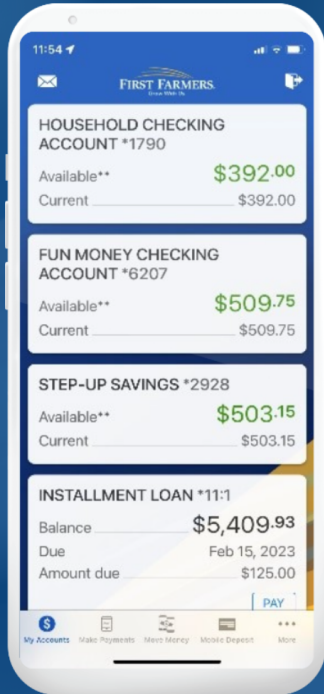 11:54
FIRST FARMERS
Grow With Us
HOUSEHOLD CHECKING
ACCOUNT *1790
Available** $392.00
Current $392.00
FUN MONEY CHECKING
ACCOUNT *6207
Available** $509.75
Current $509.75
STEP-UP SAVINGS *2928
Available** $503.15
Current $503.15
INSTALLMENT LOAN *11:1
Balance $5,409.93
Due Feb 15, 2023
Amount due $125.00
PAY
My Accounts Make Payments Move Money Mobile Deposit More